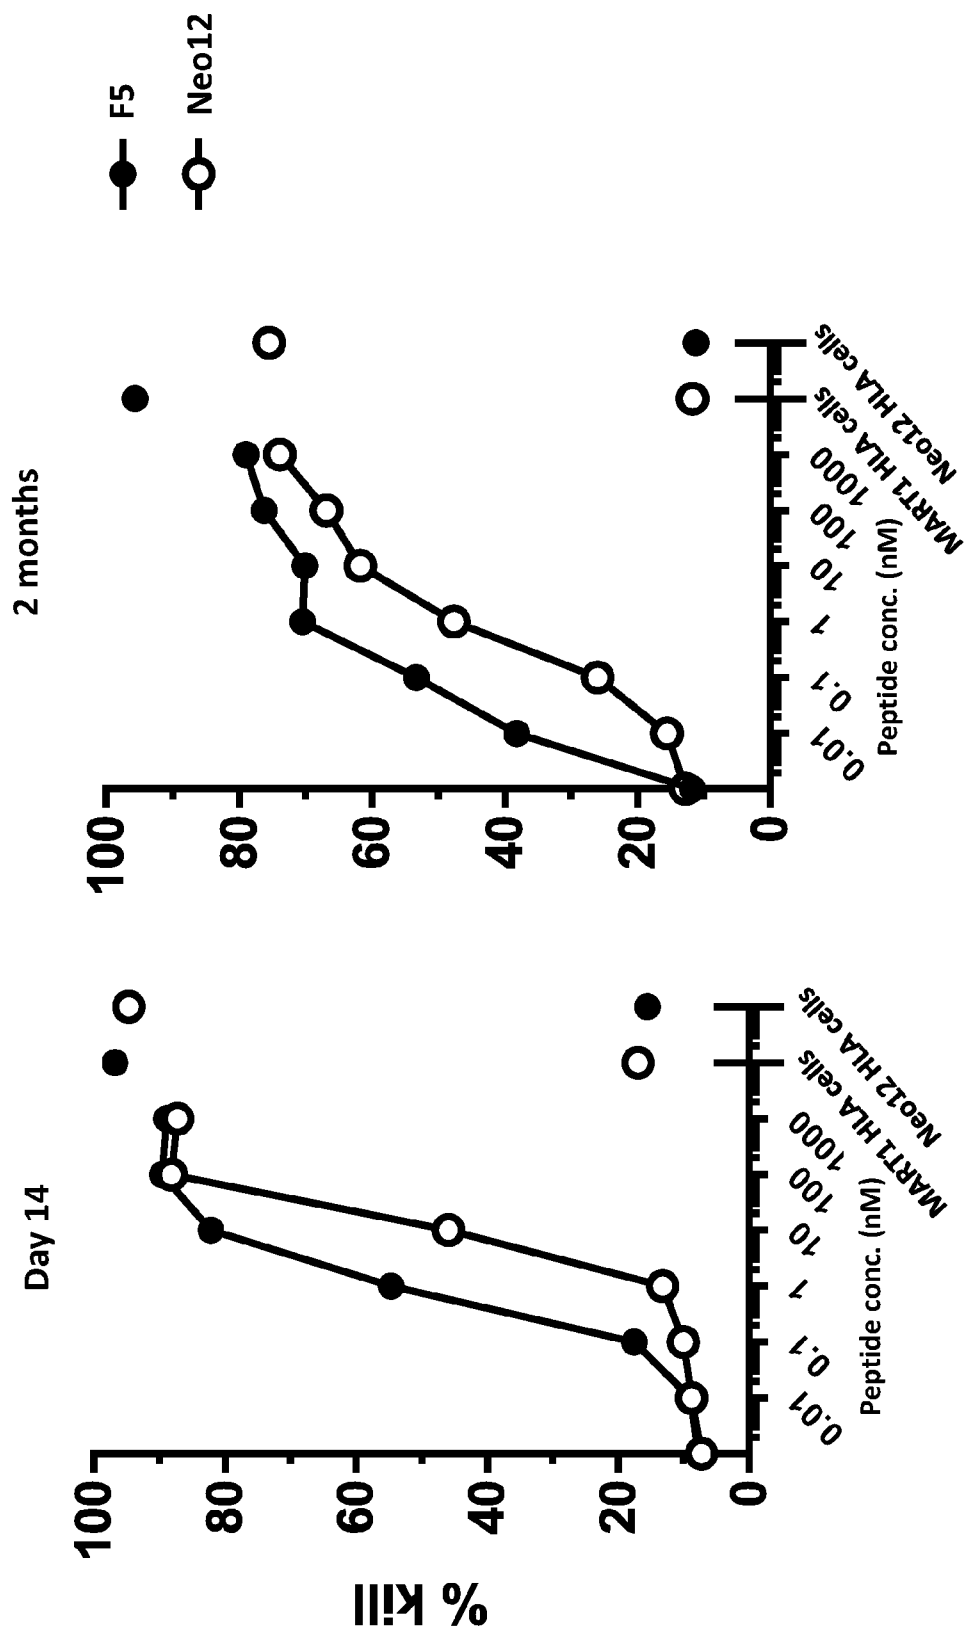 Day 14
% kill
100
80
60
40
20
0
0.01
0.1
1
10
100
1000
MART1 HLA cells
Neo12 HLA cells
Peptide conc. (nM)
2 months
100
80
60
40
20
0
0.01
0.1
1
10
100
1000
MART1 HLA cells
Neo12 HLA cells
Peptide conc. (nM)
F5
Neo12